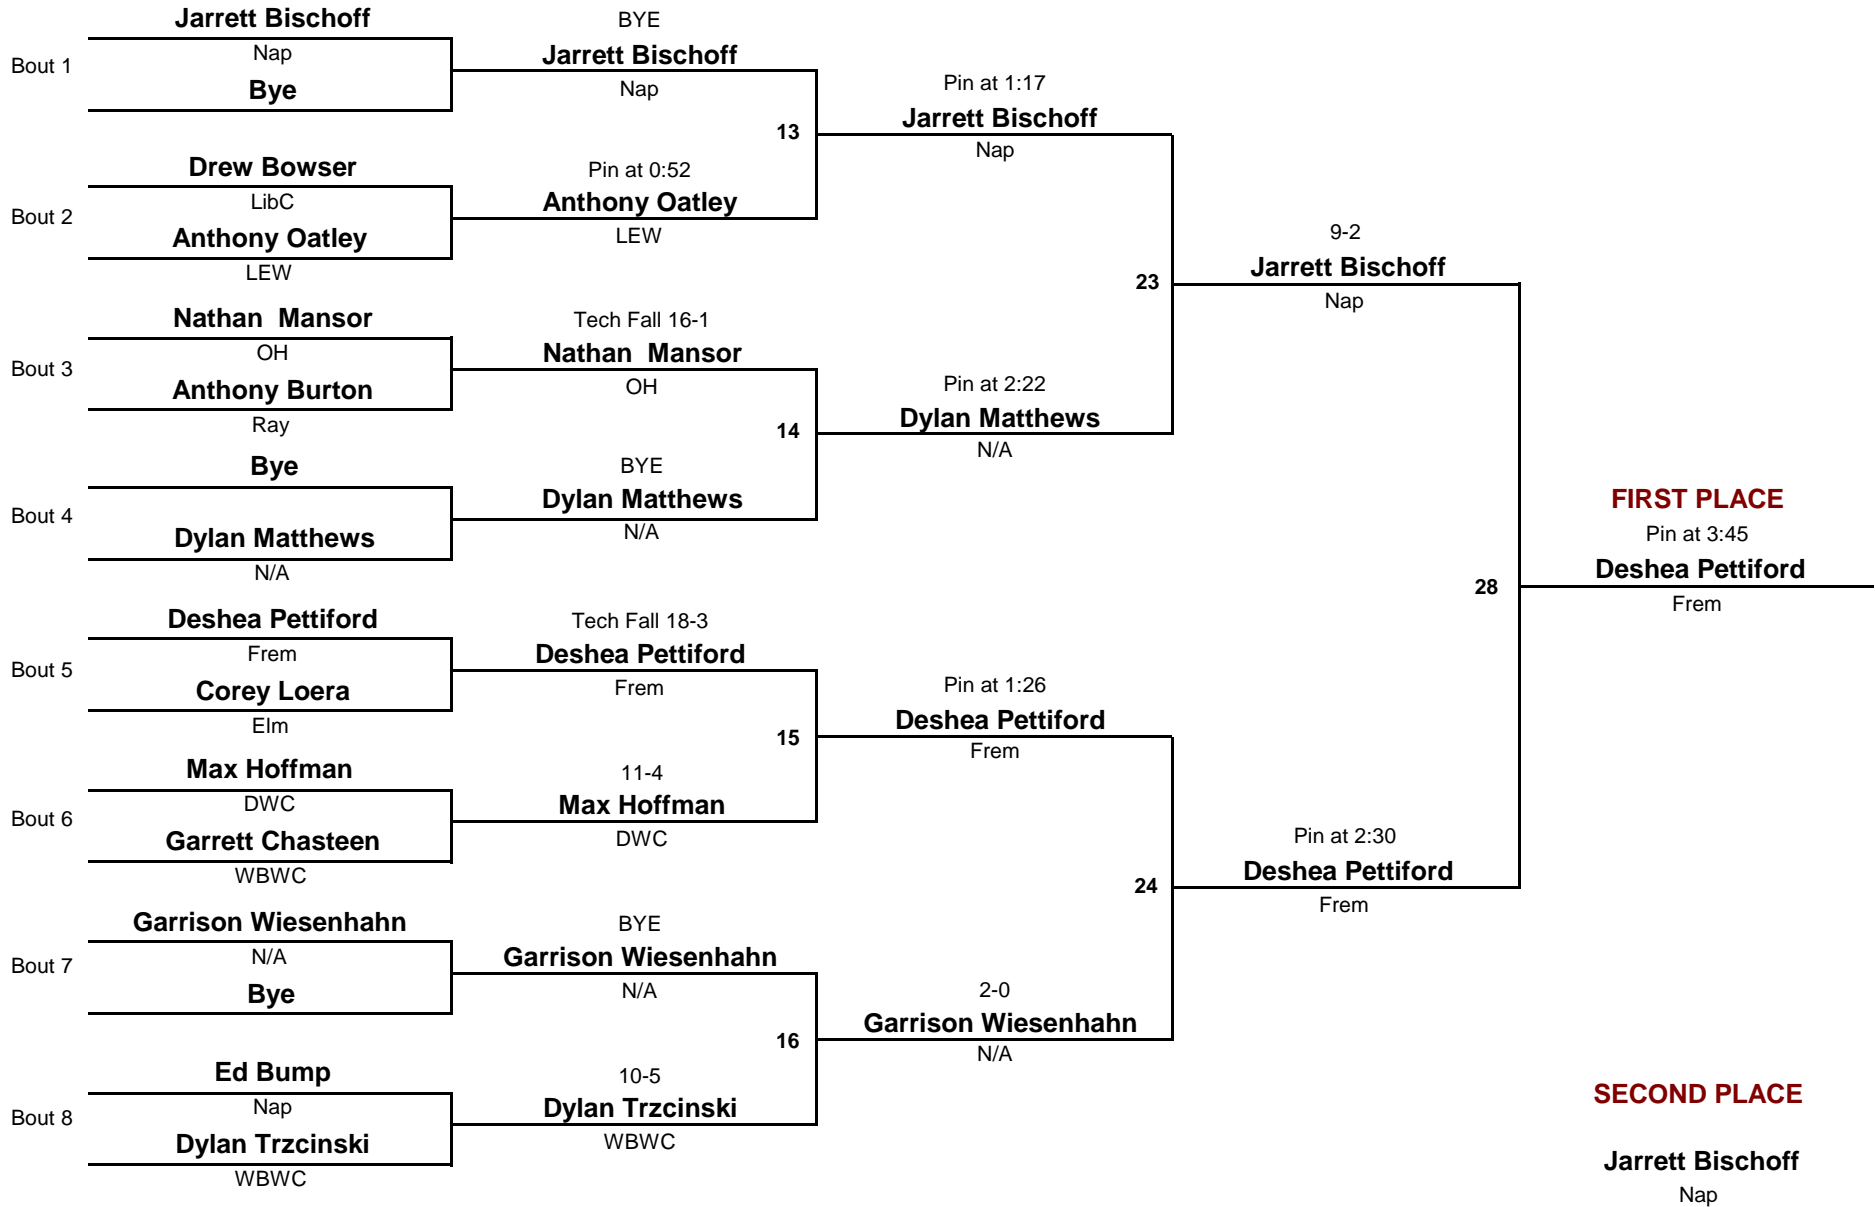 Jarrett Bischoff
Bout 1
Nap
Bye
Drew Bowser
Bout 2
LibC
Anthony Oatley
LEW
Nathan  Mansor
Bout 3
OH
Anthony Burton
Ray
Bye
Bout 4
Dylan Matthews
N/A
Deshea Pettiford
Bout 5
Frem
Corey Loera
Elm
Max Hoffman
Bout 6
DWC
Garrett Chasteen
WBWC
Garrison Wiesenhahn
Bout 7
N/A
Bye
Ed Bump
Bout 8
Nap
Dylan Trzcinski
WBWC
BYE
Jarrett Bischoff
Nap
13
Pin at 0:52
Anthony Oatley
LEW
Tech Fall 16-1
Nathan  Mansor
OH
14
BYE
Dylan Matthews
N/A
Tech Fall 18-3
Deshea Pettiford
Frem
15
11-4
Max Hoffman
DWC
BYE
Garrison Wiesenhahn
N/A
16
10-5
Dylan Trzcinski
WBWC
Pin at 1:17
Jarrett Bischoff
Nap
23
Pin at 2:22
Dylan Matthews
N/A
Pin at 1:26
Deshea Pettiford
Frem
24
2-0
Garrison Wiesenhahn
N/A
9-2
Jarrett Bischoff
Nap
28
Pin at 2:30
Deshea Pettiford
Frem
FIRST PLACE
Pin at 3:45
Deshea Pettiford
Frem
SECOND PLACE
Jarrett Bischoff
Nap